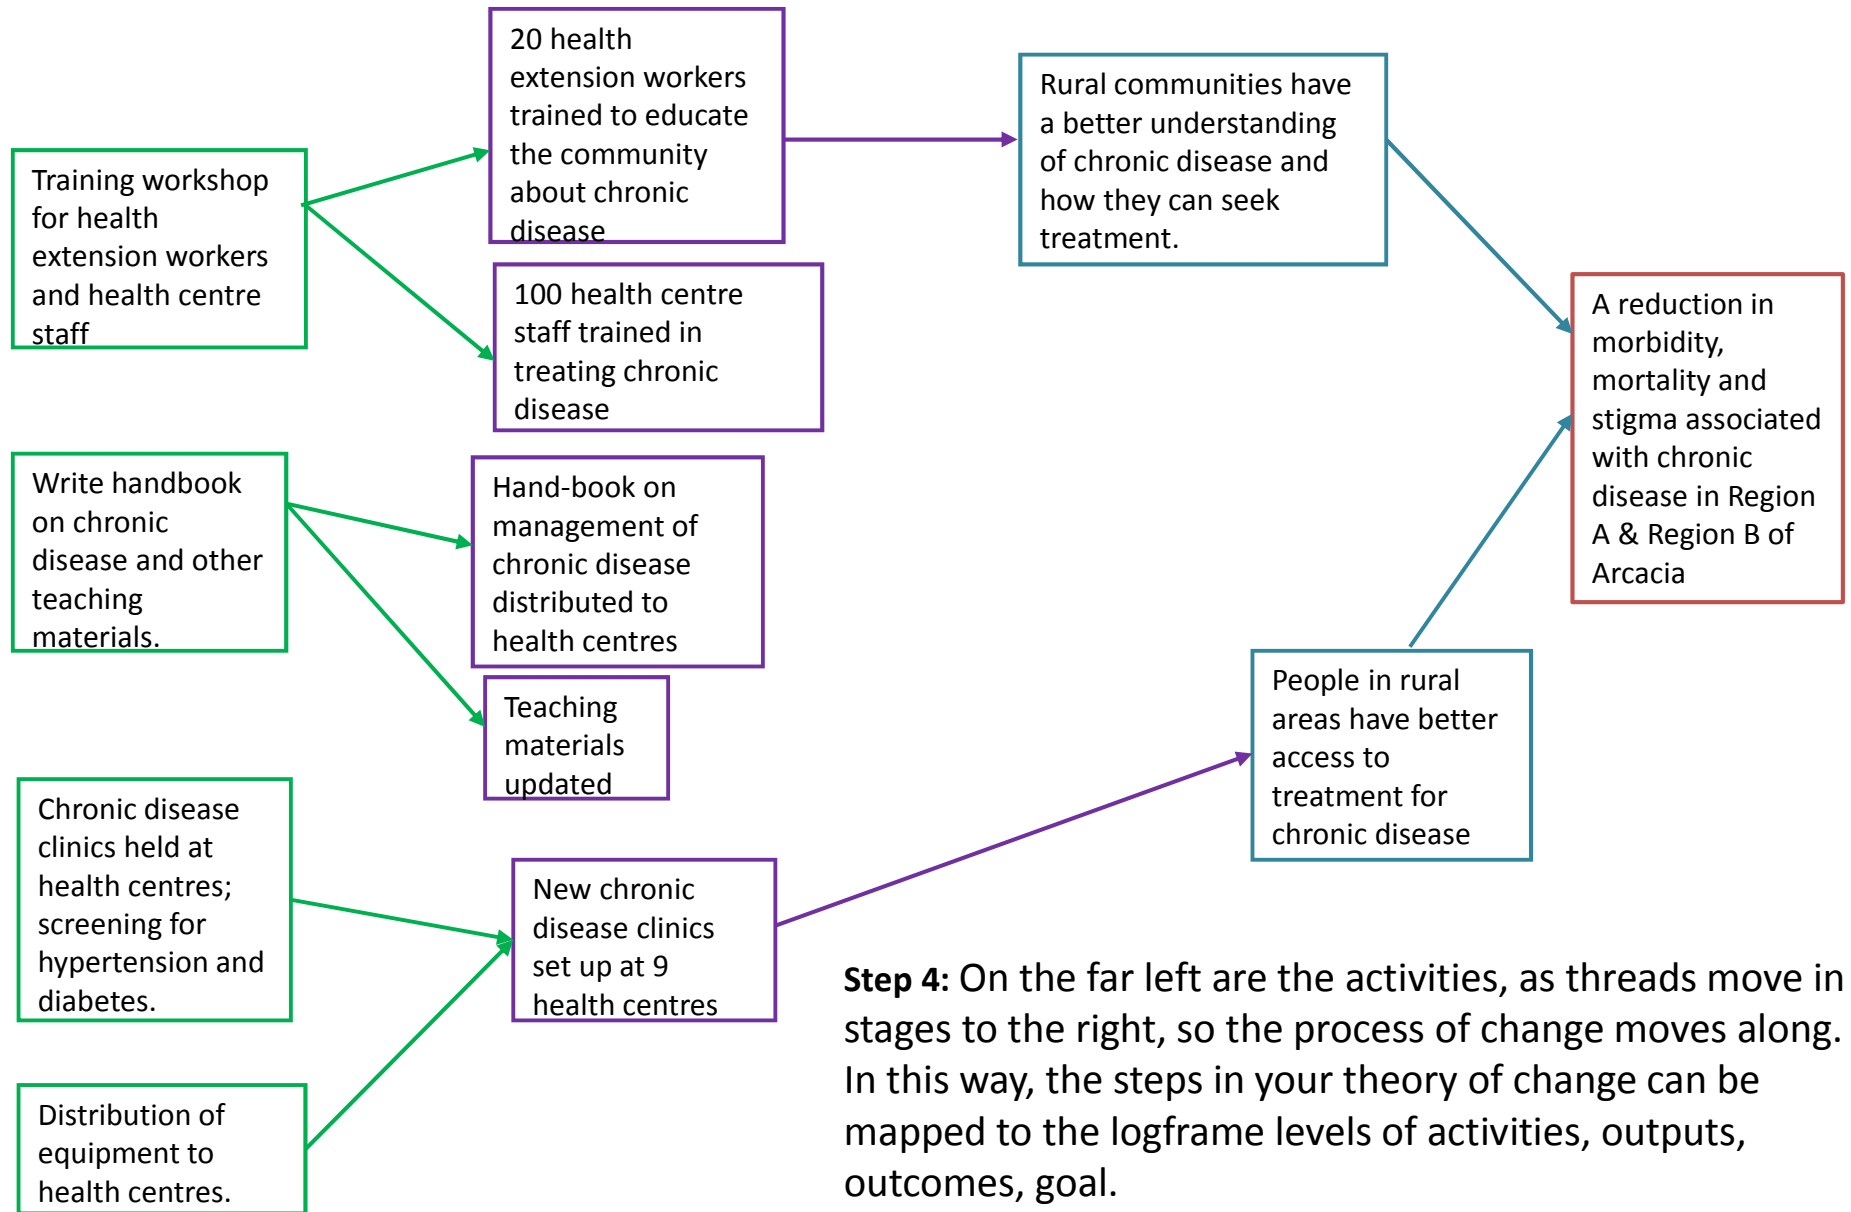 20 health
extension workers
trained to educate
the community
about chronic
disease
Rural communities have
a better understanding
of chronic disease and
how they can seek
treatment.
Training workshop
for health
extension workers
and health centre
staff
100 health centre
staff trained in
treating chronic
disease
A reduction in
morbidity,
mortality and
stigma associated
with chronic
disease in Region
A & Region B of
Arcacia
Write handbook
on chronic
disease and other
teaching
materials.
Hand-book on
management of
chronic disease
distributed to
health centres
Teaching
materials
updated
People in rural
areas have better
access to
treatment for
chronic disease
Chronic disease
clinics held at
health centres;
screening for
hypertension and
diabetes.
New chronic
disease clinics
set up at 9
health centres
Distribution of
equipment to
health centres.
Step 4: On the far left are the activities, as threads move in
stages to the right, so the process of change moves along.
In this way, the steps in your theory of change can be
mapped to the logframe levels of activities, outputs,
outcomes, goal.